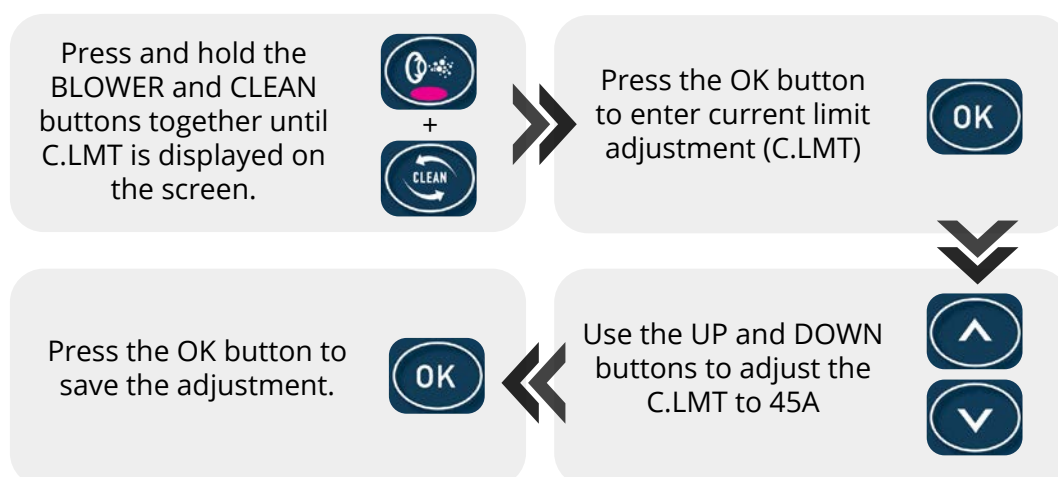 Press and hold the
BLOWER and CLEAN
buttons together until
C.LMT is displayed on
the screen.
+
CLEAN
Press the OK button
to enter current limit
adjustment (C.LMT)
OK
Use the UP and DOWN
buttons to adjust the
C.LMT to 45A
Press the OK button to
save the adjustment.
OK